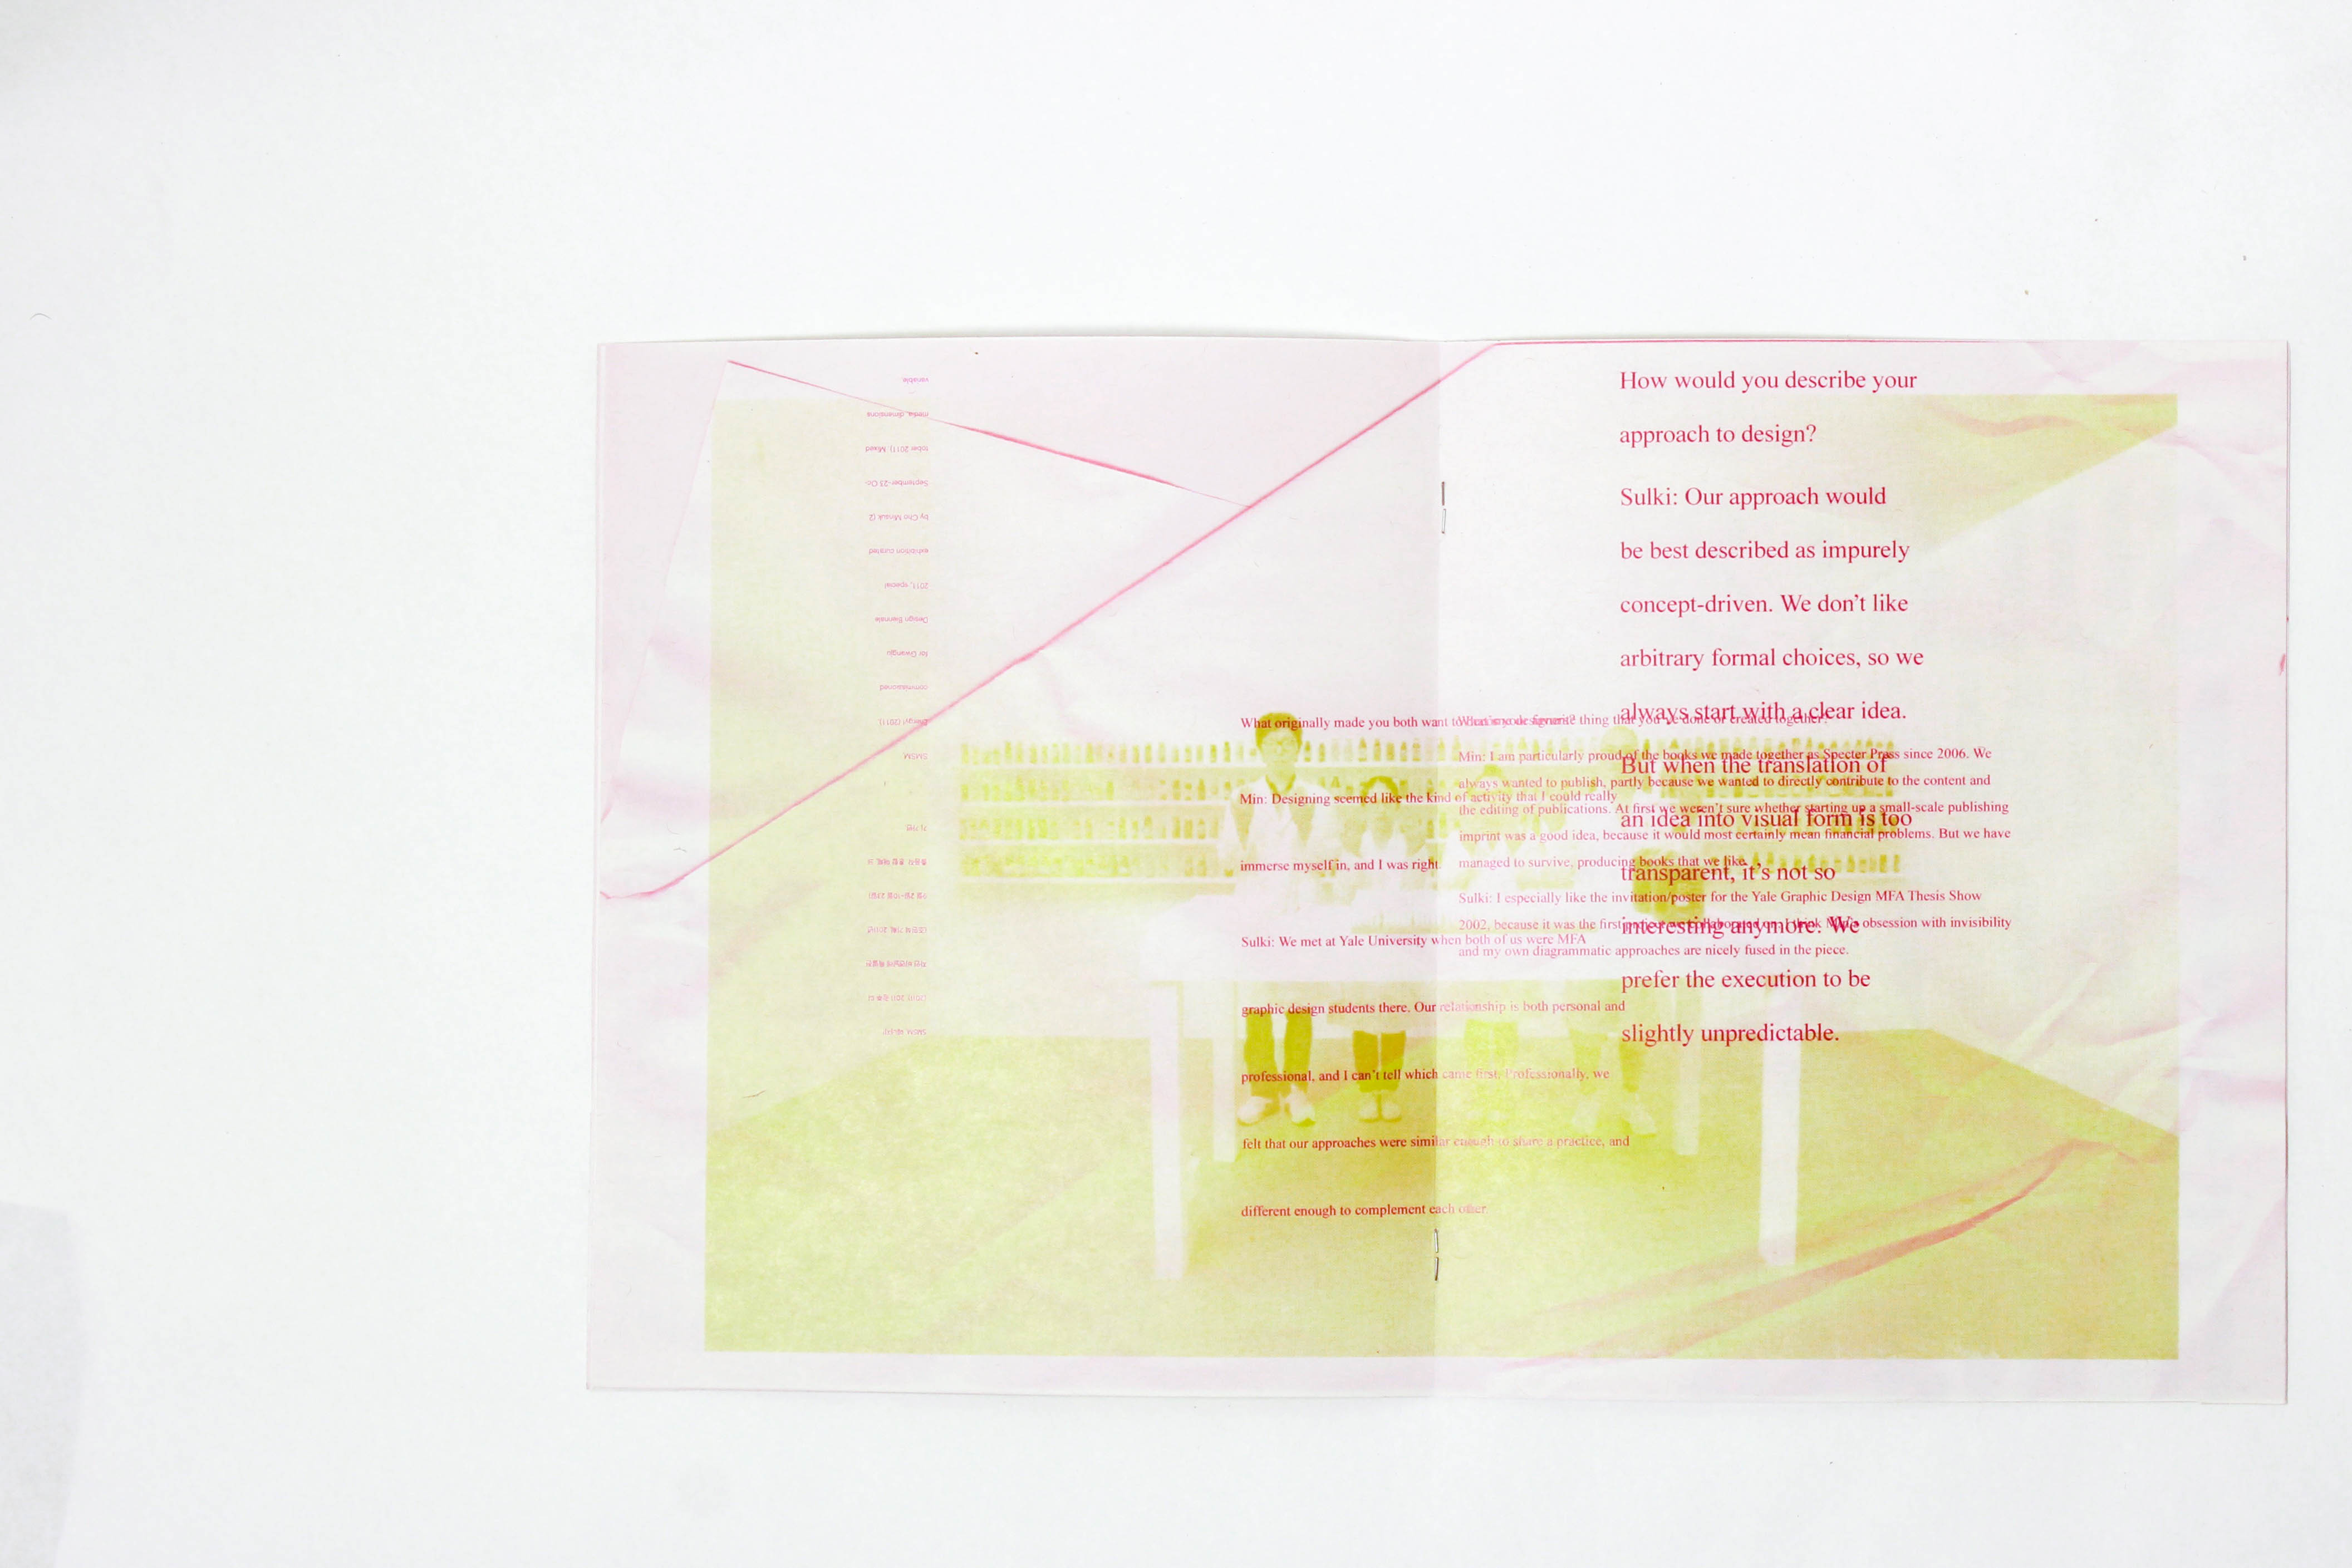 How would you describe your
approach to design?
Sulki: Our approach would
be best described as impurely
concept-driven. We don't like
arbitrary formal choices, so we
always start with a clear idea.
But when the translation of
an idea into visual form is too
transparent, it's not so
interesting anymore. We
prefer the execution to be
slightly unpredictable.
What originally made you both want to
Min: Designing seemed like the kind of activity that I could really
immerse myself in, and I was right.
Sulki: We met at Yale University when both of us were MFA
graphic design students there. Our relationship is both personal and
professional, and I can't tell which came first. Professionally, we
felt that our approaches were similar enough to share a practice, and
different enough to complement each other.
favourite thing that you've done or created together?
Min: I am particularly proud of the books we made together as Specter Press since 2006. We
always wanted to publish, partly because we wanted to directly contribute to the content and
the editing of publications. At first we weren't sure whether starting up a small-scale publishing
imprint was a good idea, because it would most certainly mean financial problems. But we have
managed to survive, producing books that we like.
Sulki: I especially like the invitation/poster for the Yale Graphic Design MFA Thesis Show
2002, because it was the first project we collaborated on. I think Min's obsession with invisibility
and my own diagrammatic approaches are nicely fused in the piece.
SMSM
(2011),
commissioned
for Gwangju
Design Biennale
2011, special
exhibition curated
by Cho Minsuk (2
September–23 Oc-
tober 2011). Mixed
media, dimensions
variable.